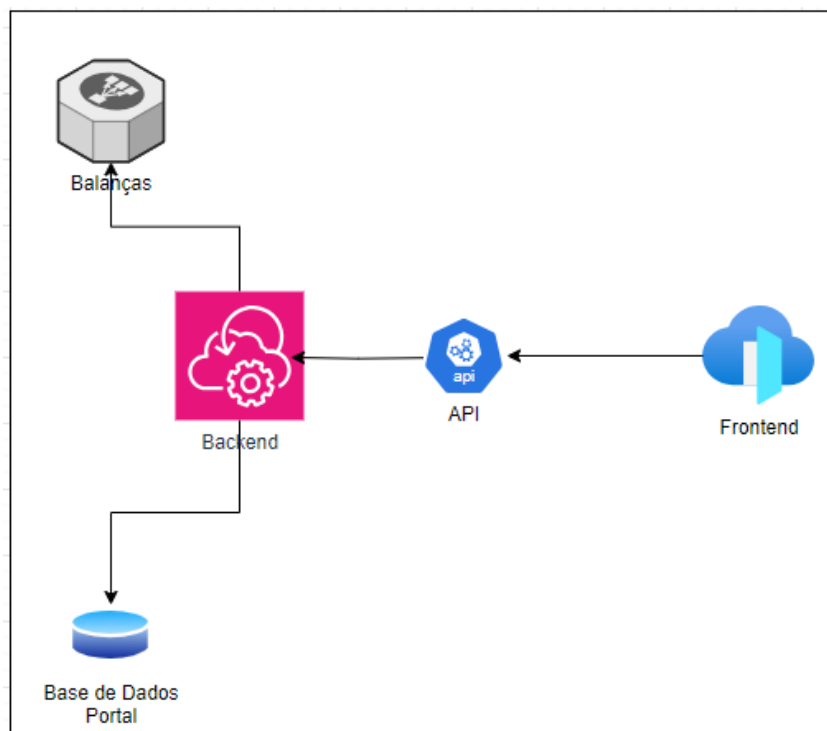 Balanças
Backend
api
API
Frontend
Base de Dados
Portal